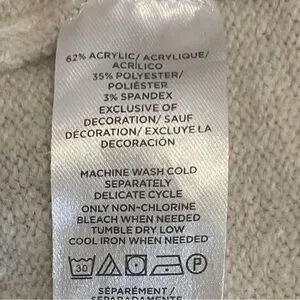 62% ACRYLIC/ ACRYLIQUE/
ACRÍLICO
35% POLYESTER/
POLIÉSTER
3% SPANDEX
EXCLUSIVE OF
DECORATION/ SAUF
DÉCORATION/ EXCLUYE LA
DECORACIÓN
MACHINE WASH COLD
SEPARATELY
DELICATE CYCLE
ONLY NON-CHLORINE
BLEACH WHEN NEEDED
TUMBLE DRY LOW
COOL IRON WHEN NEEDED
30 P
SÉPARÉMENT /
SEPARADAMENTE